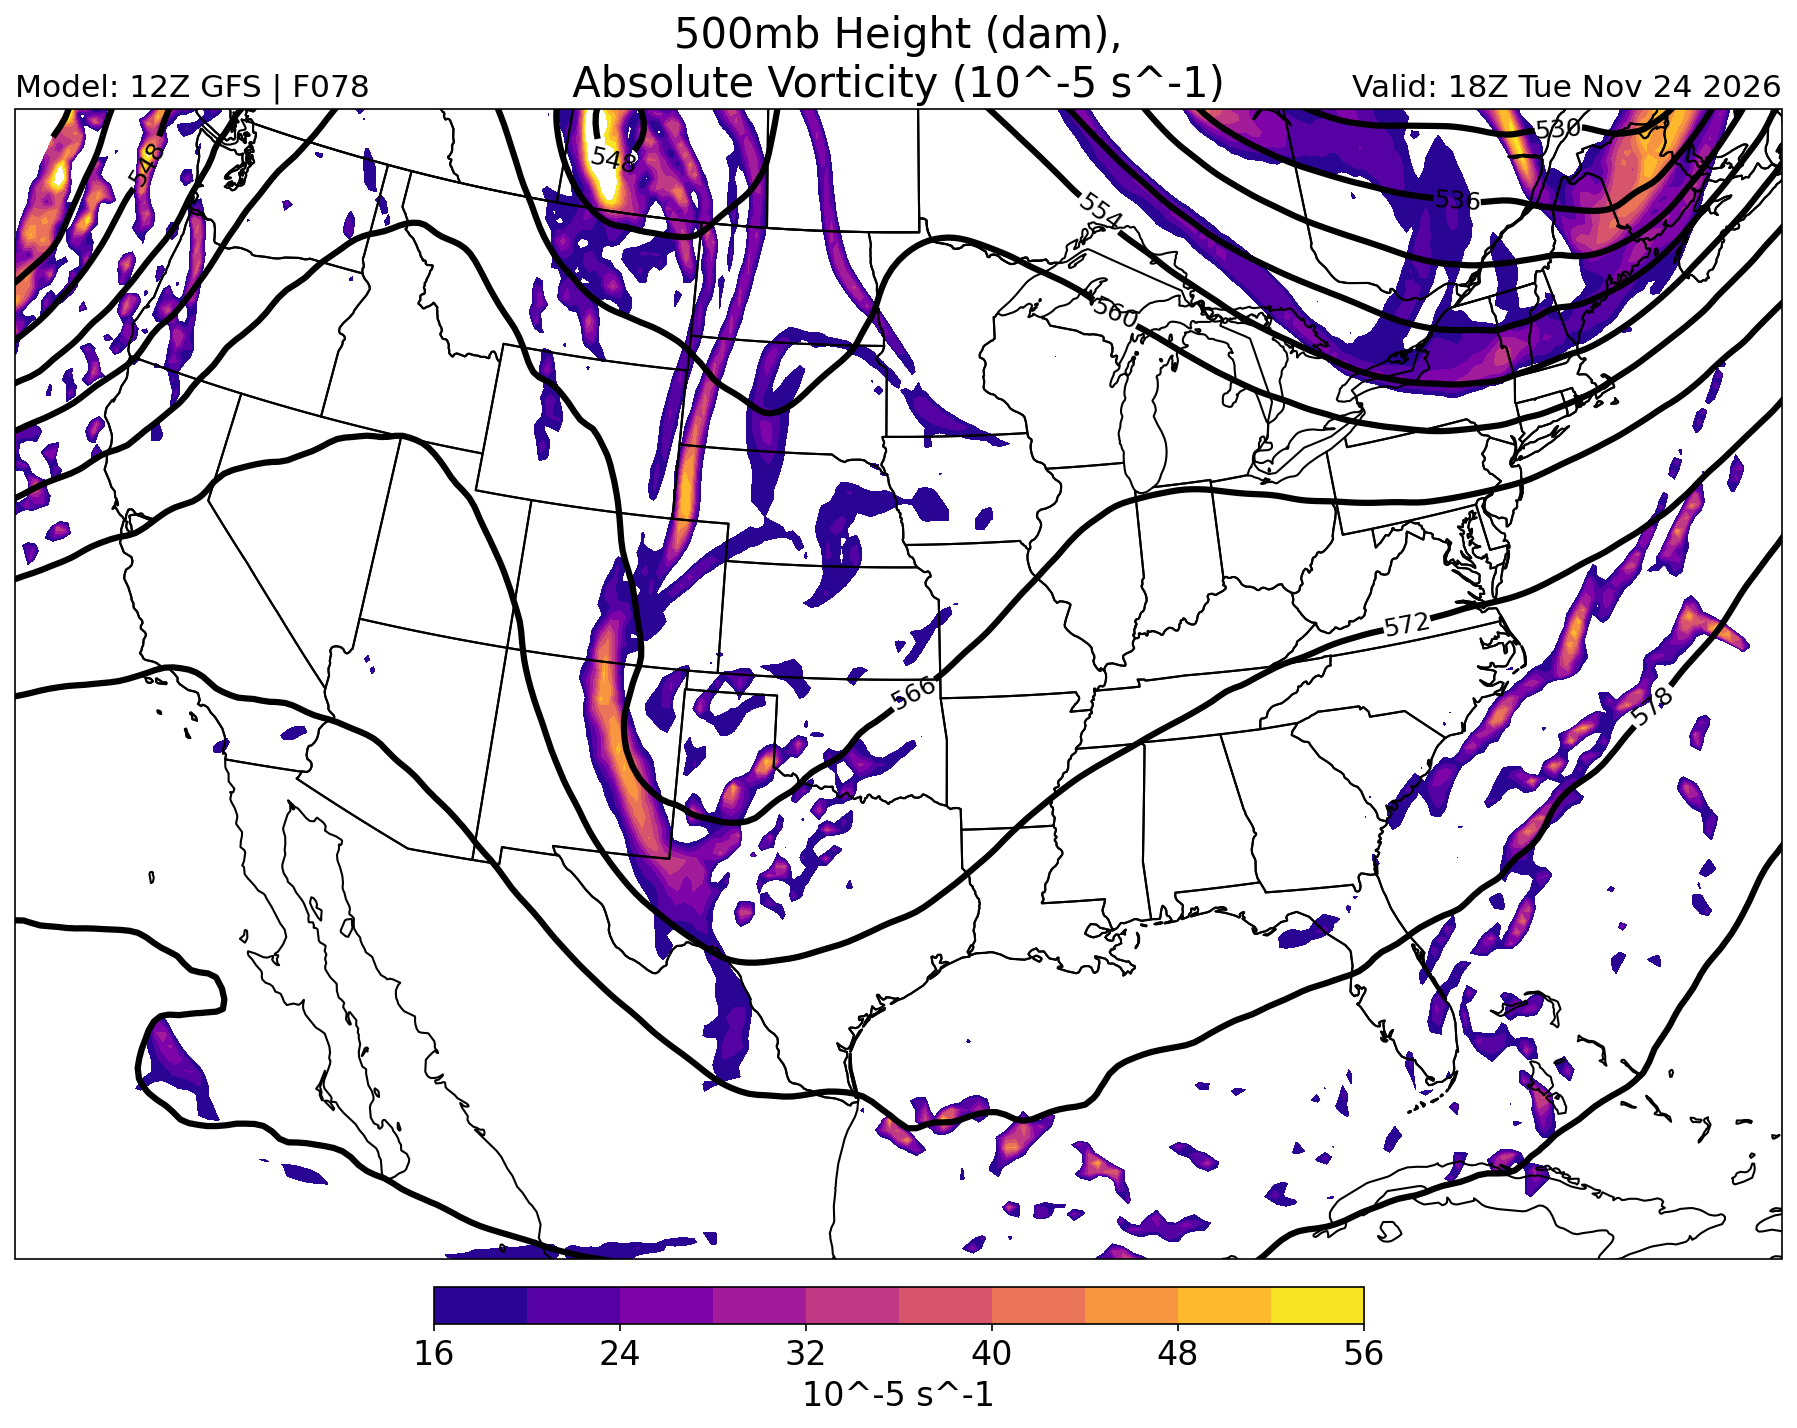 500mb Height (dam),
Absolute Vorticity (10^-5 s^-1)
Model: 12Z GFS | F078
Valid: 18Z Tue Nov 24 2026
530
548
548
536
554
560
572
566
578
16 24 32 40 48 56
10^-5 s^-1